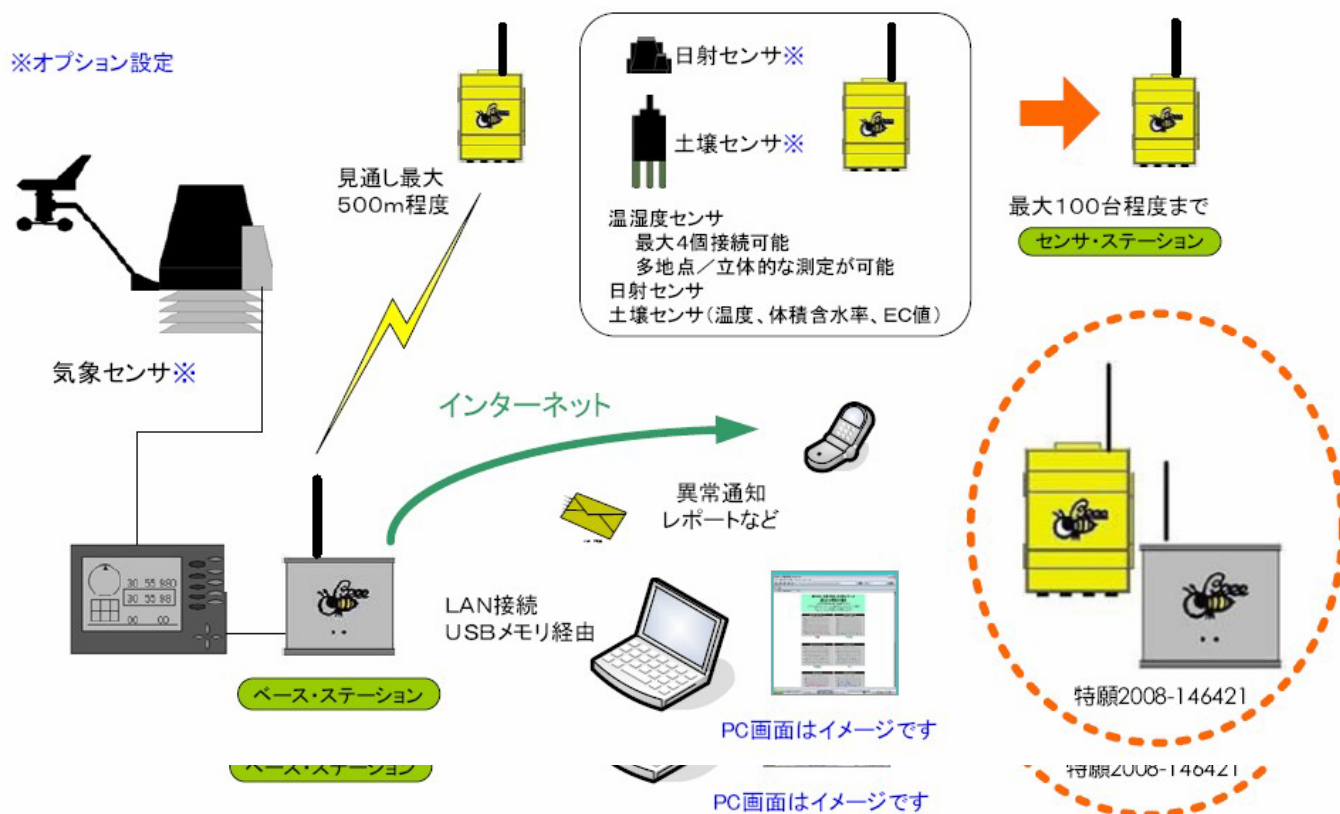 ※オプション設定
日射センサ※
土壌センサ※
温湿度センサ
最大4個接続可能
多地点／立体的な測定が可能
日射センサ
土壌センサ(温度、体積含水率、EC値)
見通し最大
500m程度
最大100台程度まで
センサ・ステーション
気象センサ※
インターネット
異常通知
レポートなど
30 55 980
30 55 98
00 00
LAN接続
USBメモリ経由
ベース・ステーション
PC画面はイメージです
特願2008-146421
ベース・ステーション
特願2008-146421
PC画面はイメージです